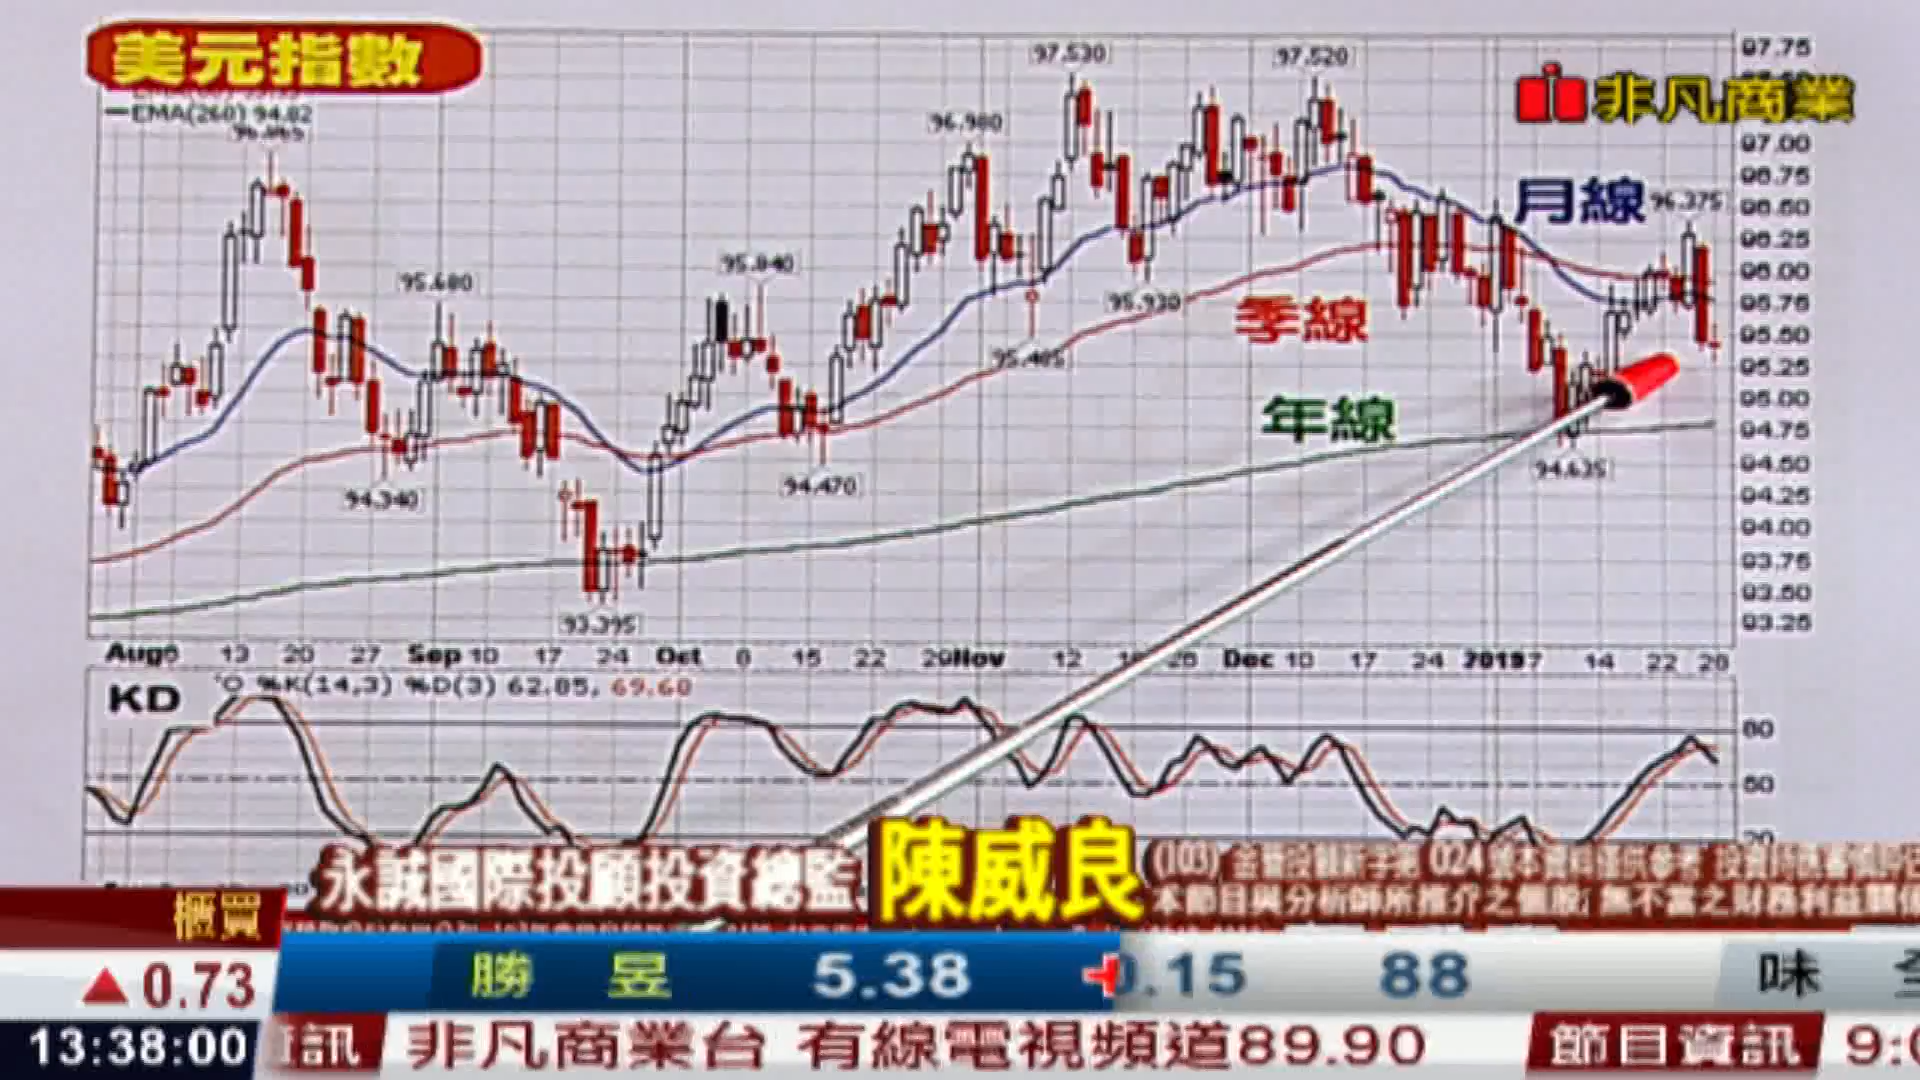 美元指數
非凡商業
EMA(260) 94.82
97.530
97.520
97.75
96.980
97.00
96.75
月線
96.375
96.50
96.25
95.840
96.00
95.680
95.930
季線
95.75
95.50
95.485
95.25
年線
95.00
94.75
94.635
94.50
94.340
94.470
94.25
94.00
93.75
93.50
93.395
93.25
13 20 27 Sep 10 17 24 Oct 8 15 22 29 Nov 12 26 Dec 10 17 24 2019 7 14 22 28
KD
%K(14,3) %D(3) 62.85, 69.60
80
50
20
永誠國際投顧投資總監 陳威良
本節目與分析師所推介之個股 無不當之財務利益關係
櫃買
0.73
勝昱 5.38 +0.15 88 味全
13:38:00
訊 非凡商業台 有線電視頻道89.90 節目資訊